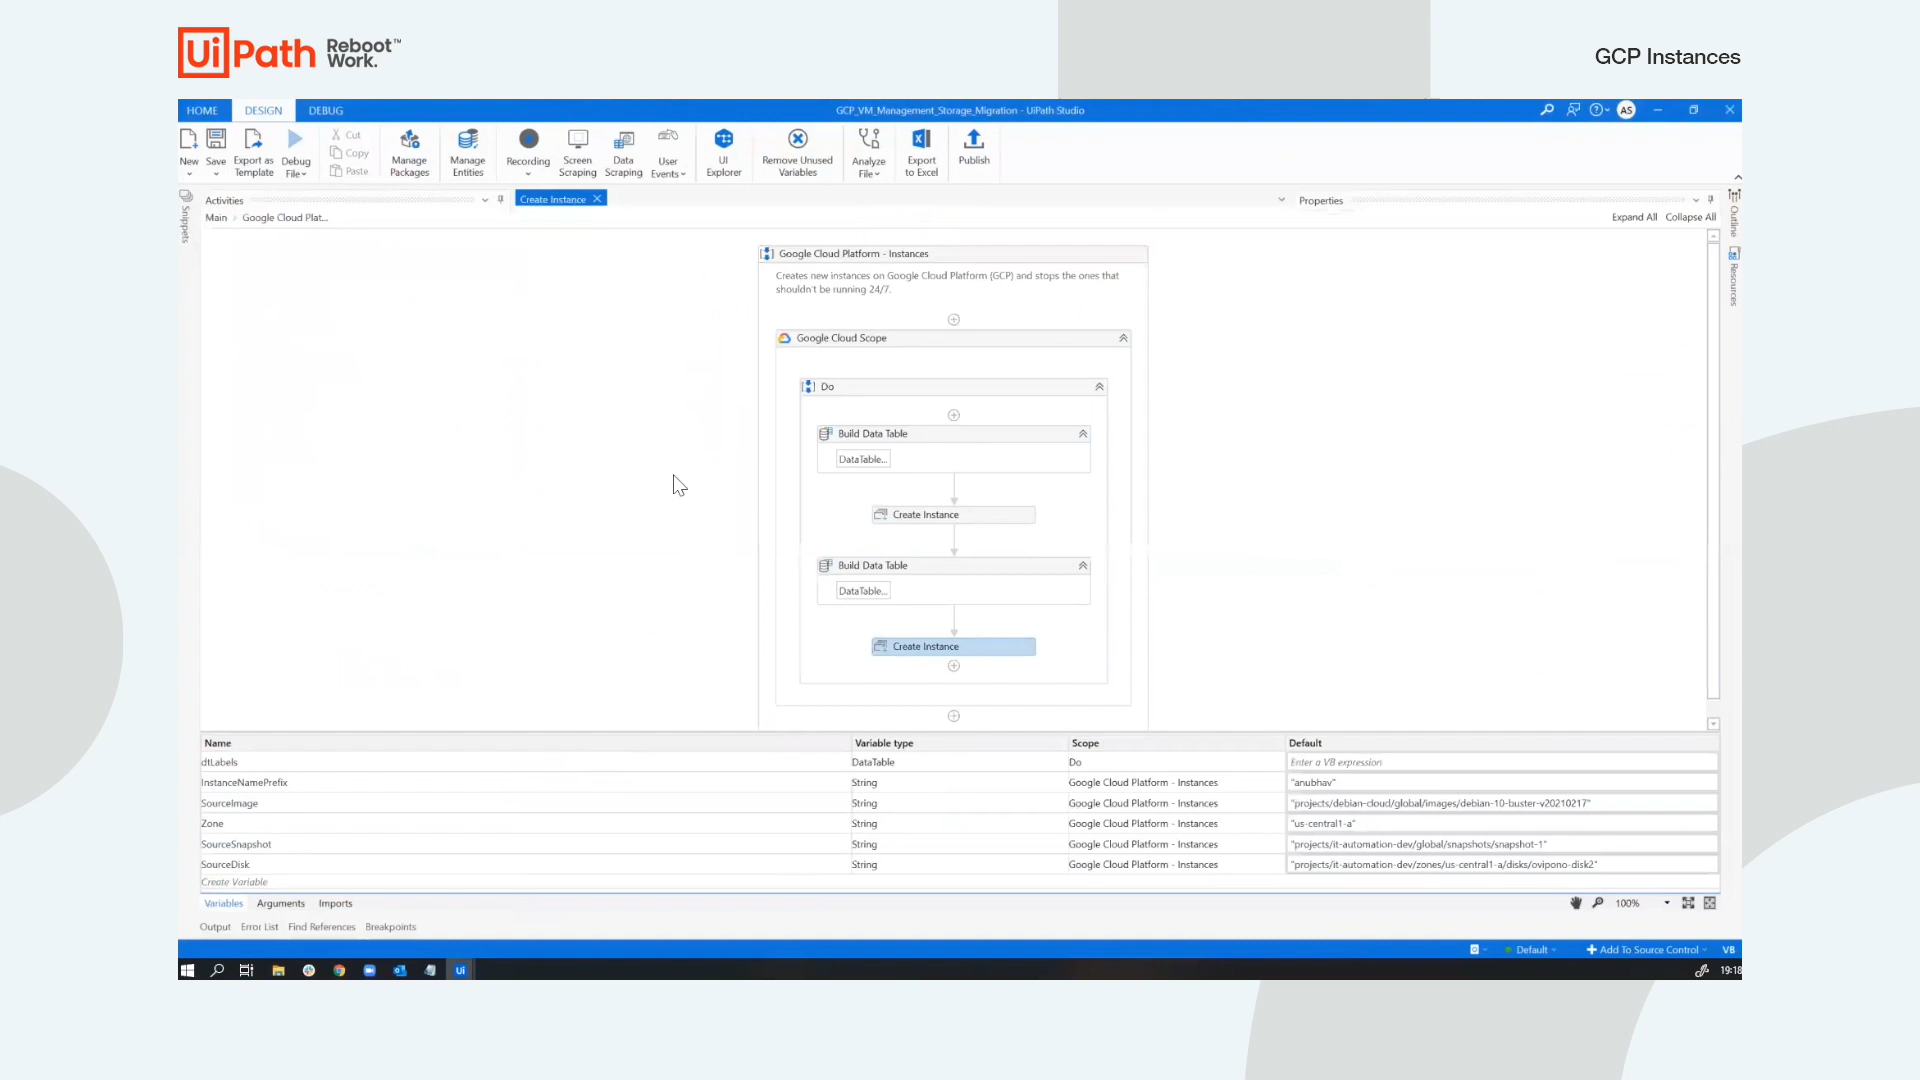 UiPath Reboot Work.™
GCP Instances
HOME DESIGN DEBUG
GCP_VM_Management_Storage_Migration - UiPath Studio
AS
New
Save
Export as Template
Debug File
Cut
Copy
Paste
Manage Packages
Manage Entities
Recording
Screen Scraping
Data Scraping
User Events
UI Explorer
Remove Unused Variables
Analyze File
Export to Excel
Publish
Snippets
Activities
Create Instance
Properties
Main
Google Cloud Plat...
Expand All Collapse All
Outline
Resources
Google Cloud Platform - Instances
Creates new instances on Google Cloud Platform (GCP) and stops the ones that
shouldn't be running 24/7.
Google Cloud Scope
Do
Build Data Table
DataTable...
Create Instance
Build Data Table
DataTable...
Create Instance
Name Variable type Scope Default
dtLabels DataTable Do Enter a VB expression
InstanceNamePrefix String Google Cloud Platform - Instances "anubhav"
SourceImage String Google Cloud Platform - Instances "projects/debian-cloud/global/images/debian-10-buster-v20210217"
Zone String Google Cloud Platform - Instances "us-central1-a"
SourceSnapshot String Google Cloud Platform - Instances "projects/it-automation-dev/global/snapshots/snapshot-1"
SourceDisk String Google Cloud Platform - Instances "projects/it-automation-dev/zones/us-central1-a/disks/ovipono-disk2"
Create Variable
Variables Arguments Imports
100%
Output Error List Find References Breakpoints
Default
Add To Source Control
VB
Ui
19:18